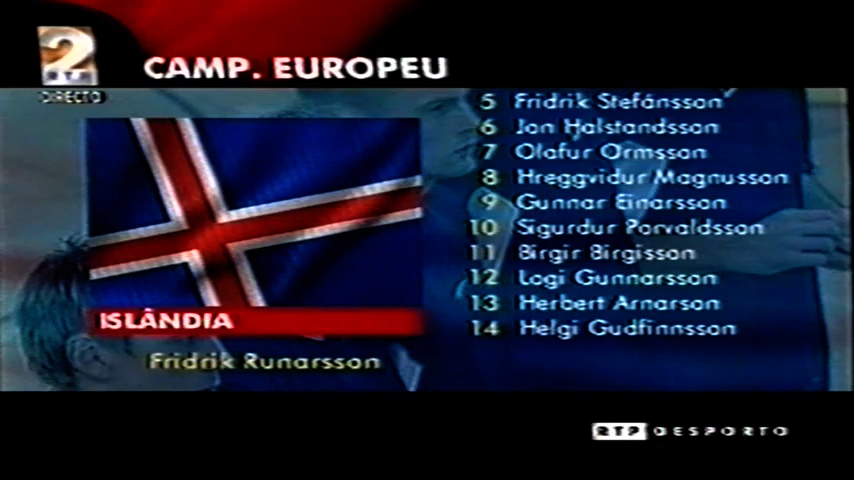 2
RTP
DIRECTO
CAMP. EUROPEU
5 Fridrik Stefánsson
6 Jon Halstandsson
7 Olafur Ormsson
8 Hreggvidur Magnusson
9 Gunnar Einarsson
10 Sigurdur Porvaldsson
11 Birgir Birgisson
12 Logi Gunnarsson
13 Herbert Arnarson
14 Helgi Gudfinnsson
ISLÂNDIA
Fridrik Runarsson
RTP DESPORTO